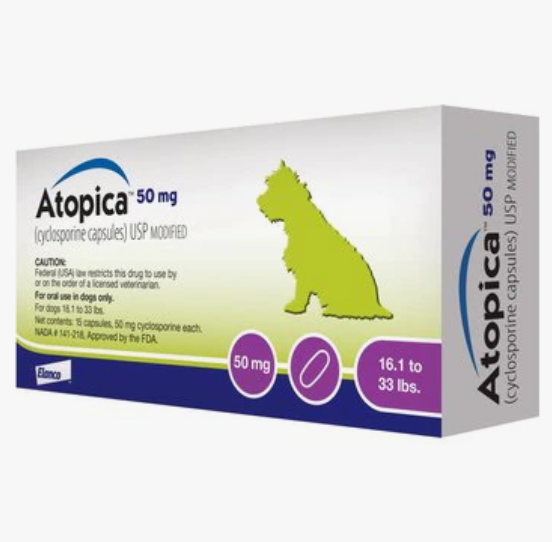 Atopica™ 50 mg
(cyclosporine capsules) USP MODIFIED
CAUTION:
Federal (USA) law restricts this drug to use by
or on the order of a licensed veterinarian.
For oral use in dogs only.
For dogs 16.1 to 33 lbs.
Net contents: 15 capsules, 50 mg cyclosporine each.
NADA # 141-218, Approved by the FDA.
Elanco
50 mg
16.1 to
33 lbs.
Atopica™ 50 mg
(cyclosporine capsules) USP MODIFIED